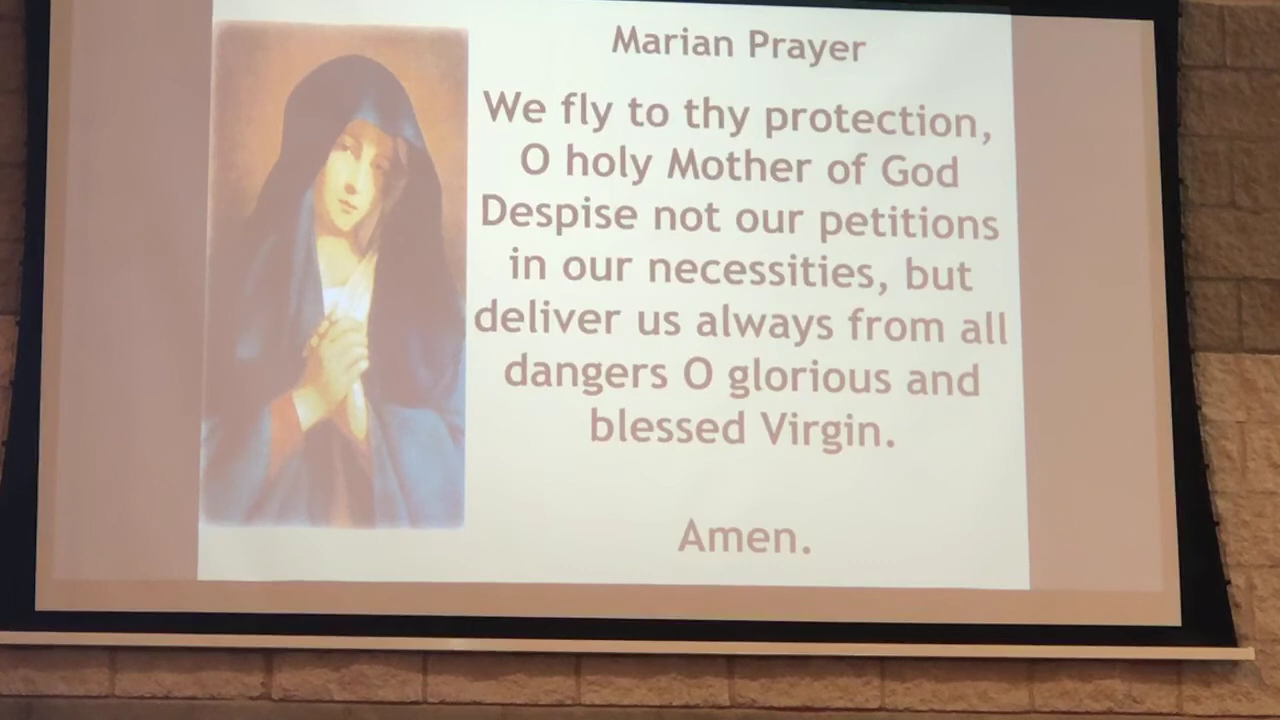 Marian Prayer
We fly to thy protection,
O holy Mother of God
Despise not our petitions
in our necessities, but
deliver us always from all
dangers O glorious and
blessed Virgin.
Amen.